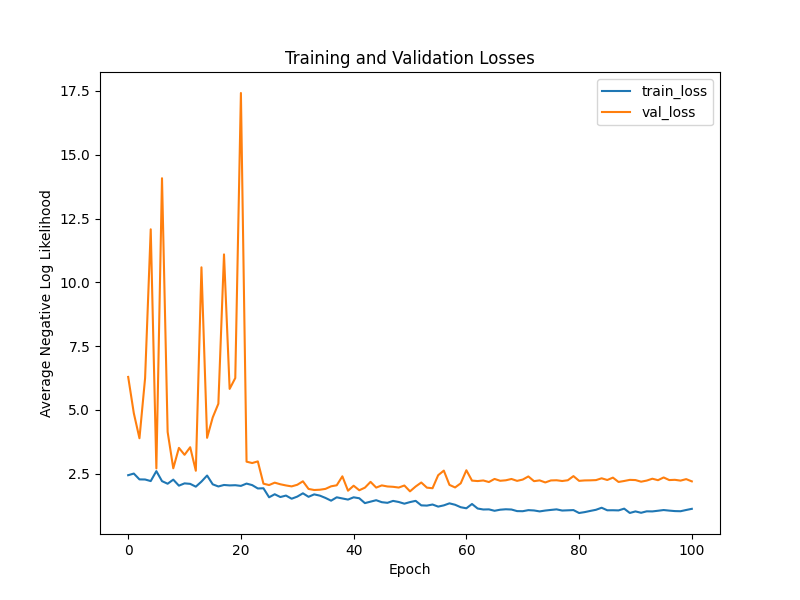 Training and Validation Losses
train_loss
val_loss
17.5
15.0
12.5
10.0
7.5
5.0
2.5
Average Negative Log Likelihood
0
20
40
60
80
100
Epoch